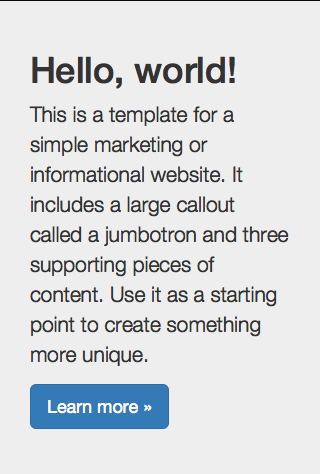 Hello, world!
This is a template for a
simple marketing or
informational website. It
includes a large callout
called a jumbotron and three
supporting pieces of
content. Use it as a starting
point to create something
more unique.
Learn more »